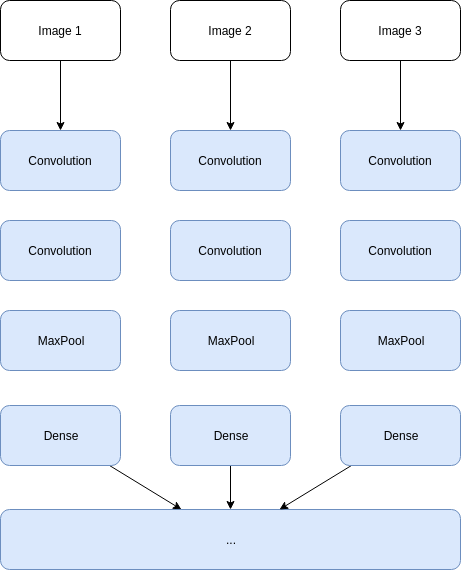 Image 1
Image 2
Image 3
Convolution
Convolution
Convolution
Convolution
Convolution
Convolution
MaxPool
MaxPool
MaxPool
Dense
Dense
Dense
...